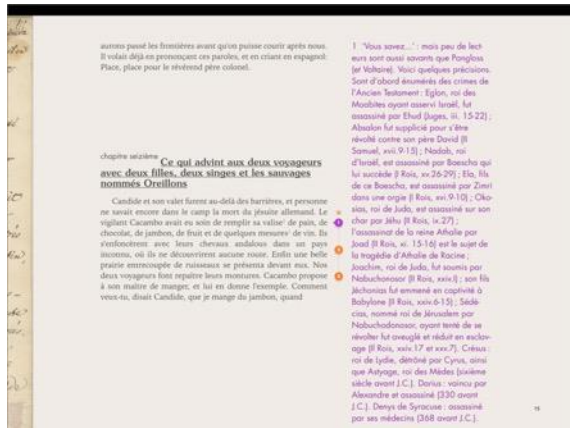 aurons passé les frontières avant qu'on puisse courir après nous.
Il volait déjà en prononçant ces paroles, et en criant en espagnol:
Place, place pour le révérend père colonel.
chapitre seizième Ce qui advint aux deux voyageurs
avec deux filles, deux singes et les sauvages
nommés Oreillons
Candide et son valet furent au-delà des barrières, et personne
ne savait encore dans le camp la mort du jésuite allemand. Le
vigilant Cacambo avait eu soin de remplir sa valise de pain, de
chocolat, de jambon, de fruit et de quelques mesures de vin. Ils
s'enfoncèrent avec leurs chevaux andalous dans un pays
inconnu, où ils ne découvrirent aucune route. Enfin une belle
prairie entrecoupée de ruisseaux se présenta devant eux. Nos
deux voyageurs font repaître leurs montures. Cacambo propose
à son maître de manger, et lui en donne l'exemple. Comment
veux-tu, disait Candide, que je mange du jambon, quand
1 'Vous savez...' : mais peu de lect-
eurs sont aussi savants que Pangloss
(et Voltaire). Voici quelques précisions.
Sont d'abord énumérés des crimes de
l'Ancien Testament : Eglon, roi des
Moabites ayant asservi Israël, fut
assassiné par Ehud (Juges, iii. 15-22) ;
Absalon fut supplicié pour s'être
révolté contre son père David (II
Samuel, xvii.9-15) ; Nadab, roi
d'Israël, est assassiné par Baescha qui
lui succède (I Rois, xv.26-29) ; Ela, fils
de ce Baescha, est assassiné par Zimri
dans une orgie (I Rois, xvi.9-10) ; Oko-
sias, roi de Juda, est assassiné sur son
char par Jéhu (II Rois, ix.27) ;
l'assassinat de la reine Athalie par
Joad (II Rois, xi. 15-16) est le sujet de
la tragédie d'Athalie de Racine ;
Joachim, roi de Juda, fut soumis par
Nabuchonosor (II Rois, xxiv.1) ; son fils
Jéchonias fut emmené en captivité à
Babylone (II Rois, xxiv.6-15) ; Sédé-
cias, nommé roi de Jérusalem par
Nabuchodonosor, ayant tenté de se
révolter fut aveuglé et réduit en esclav-
age (II Rois, xxiv.17 et xxv.7). Crésus :
roi de Lydie, détrôné par Cyrus, ainsi
que Astyage, roi des Mèdes (sixième
siècle avant J.C.). Darius : vaincu par
Alexandre et assassiné (330 avant
J.C.). Denys de Syracuse : assassiné
par ses médecins (368 avant J.C.).